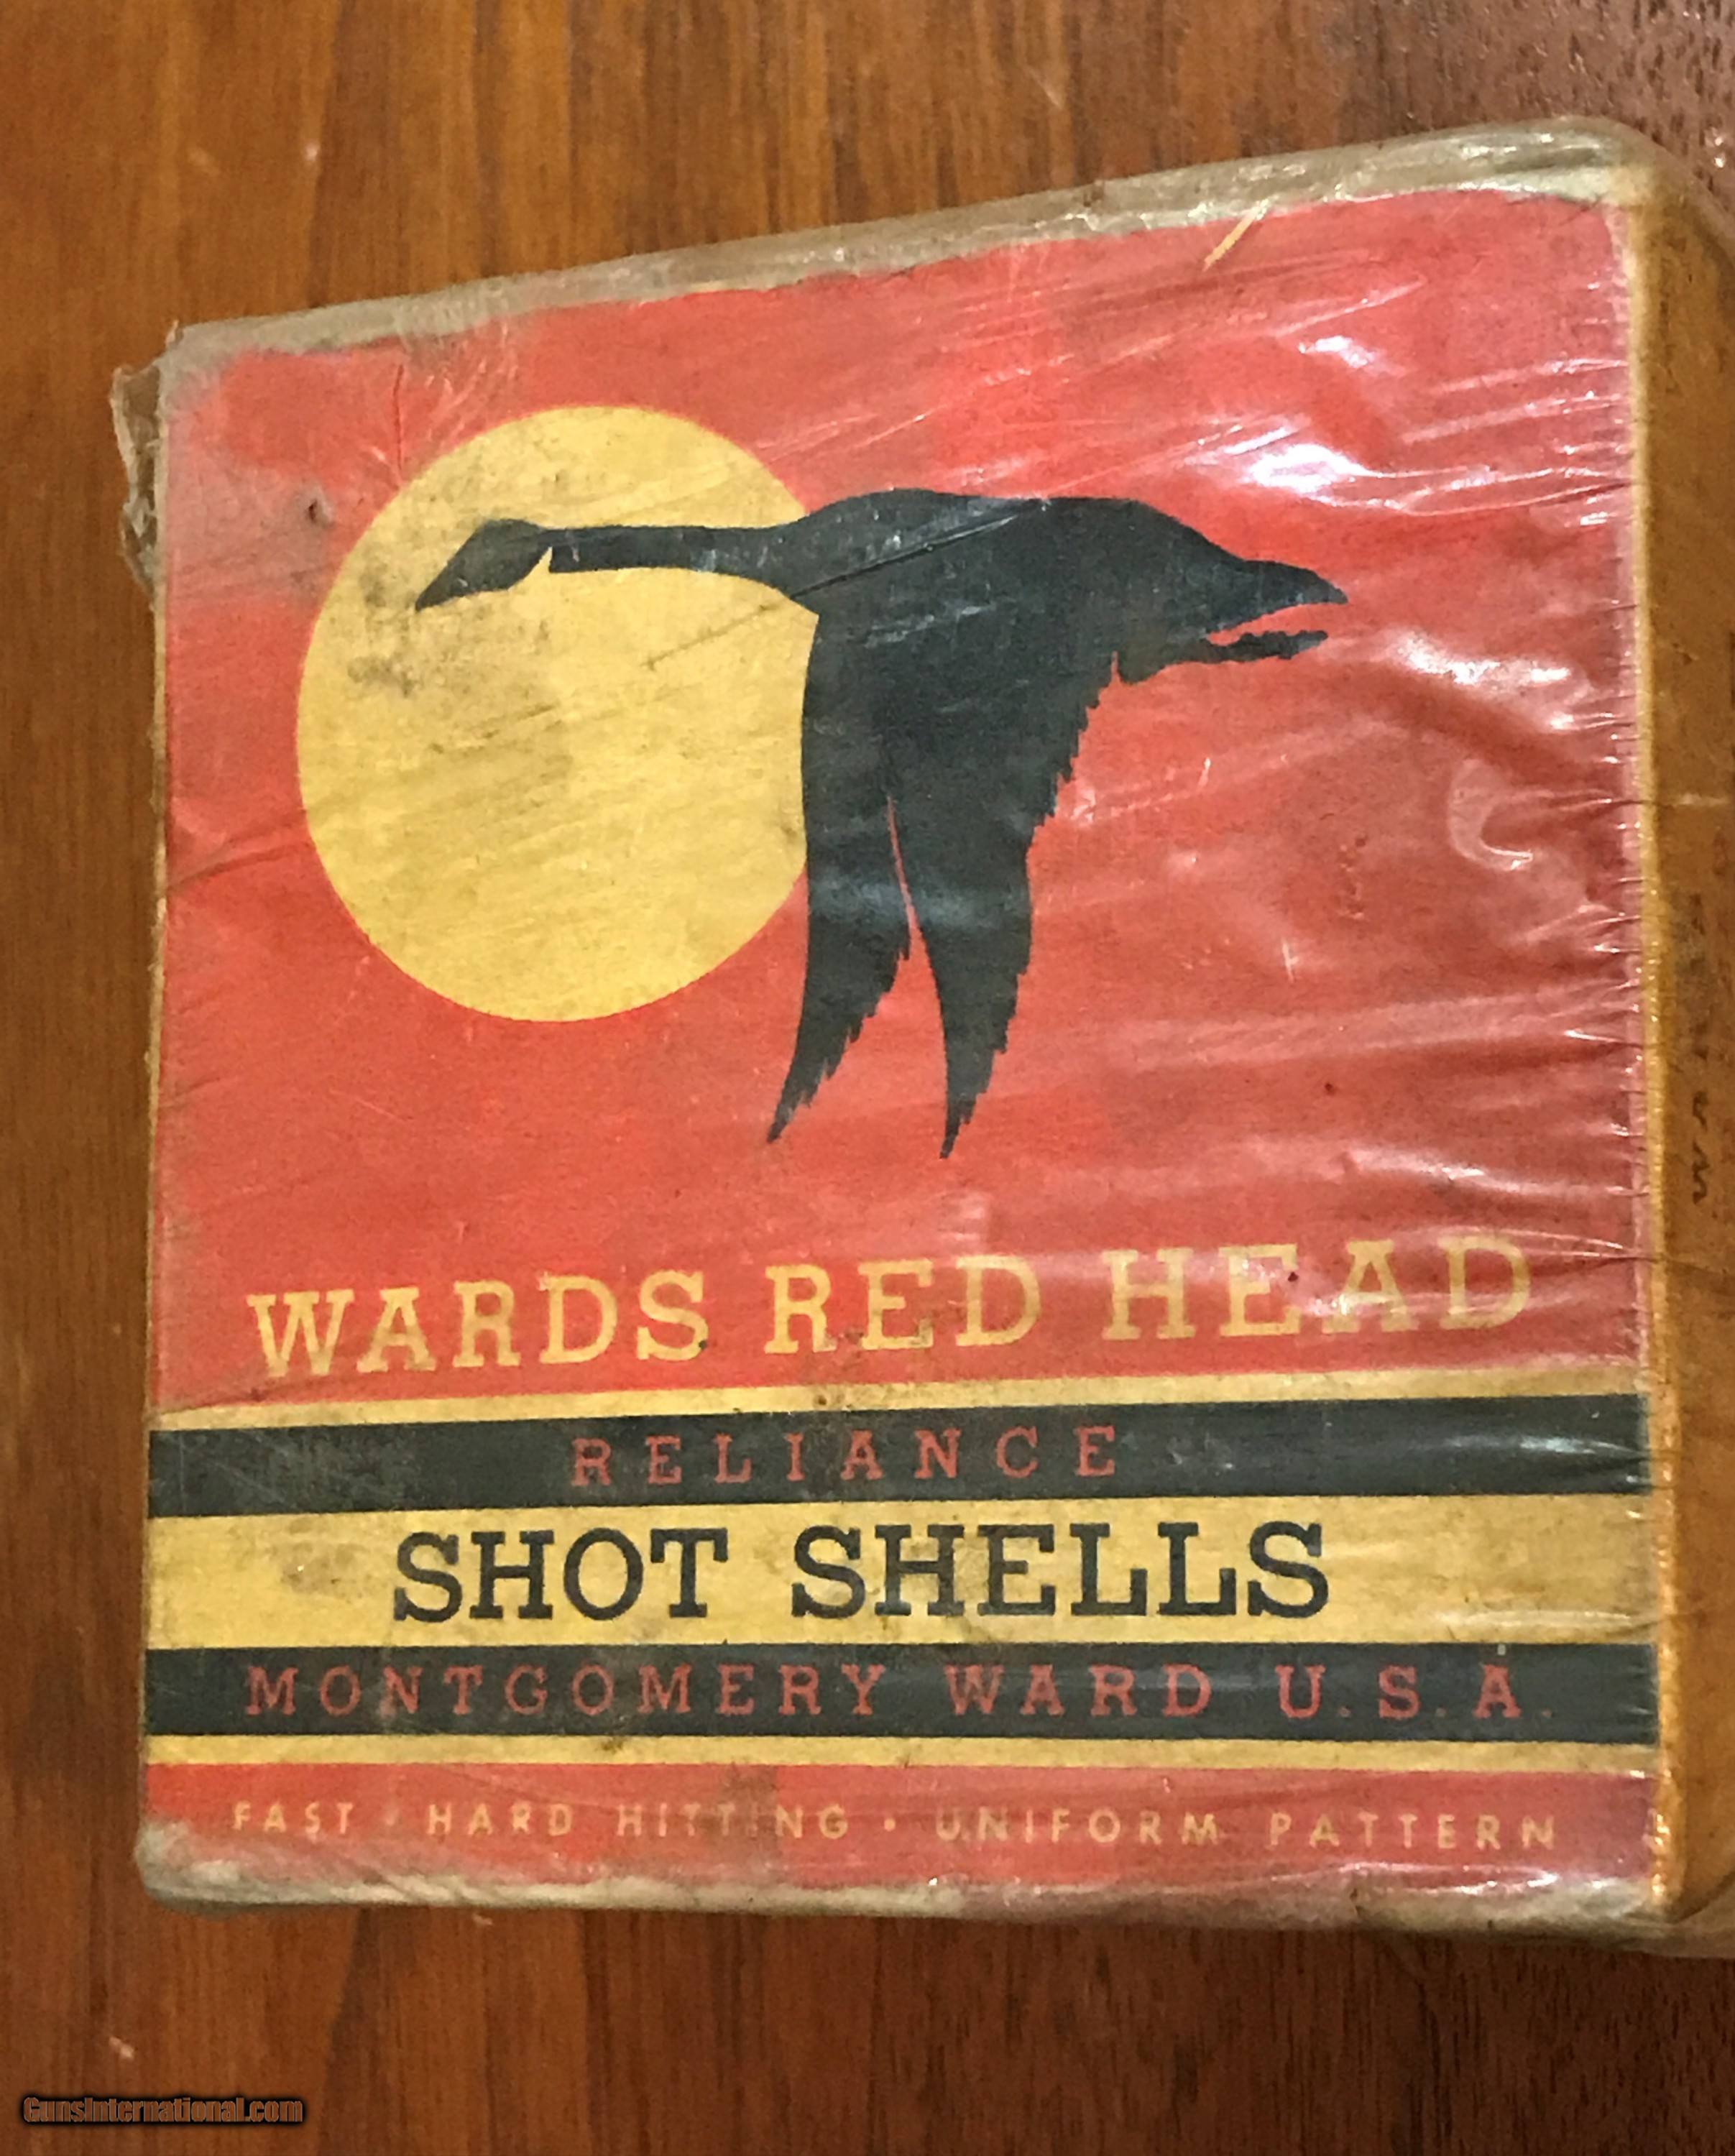 WARDS RED HEAD
RELIANCE
SHOT SHELLS
MONTGOMERY WARD U.S.A.
FAST · HARD HITTING · UNIFORM PATTERN
GunsInternational.com